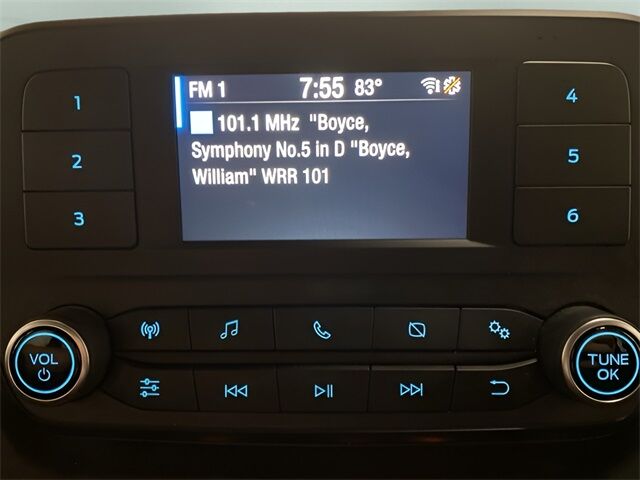 FM 1 7:55 83°
101.1 MHz "Boyce,
Symphony No.5 in D "Boyce,
William" WRR 101
1
2
3
4
5
6
VOL
TUNE
OK